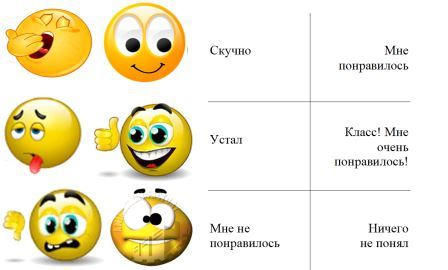 Скучно
Мне
понравилось
Устал
Класс! Мне
очень
понравилось!
Мне не
понравилось
Ничего
не понял